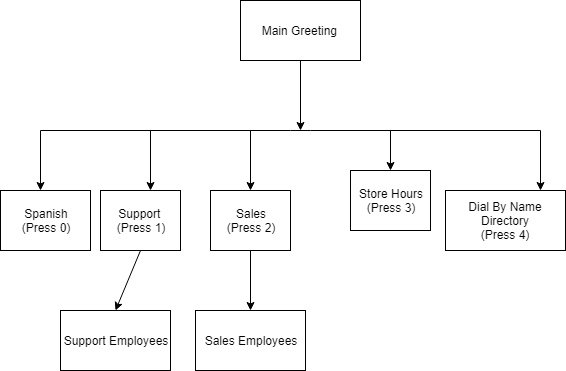 Main Greeting
Spanish
(Press 0)
Support
(Press 1)
Sales
(Press 2)
Store Hours
(Press 3)
Dial By Name
Directory
(Press 4)
Support Employees
Sales Employees